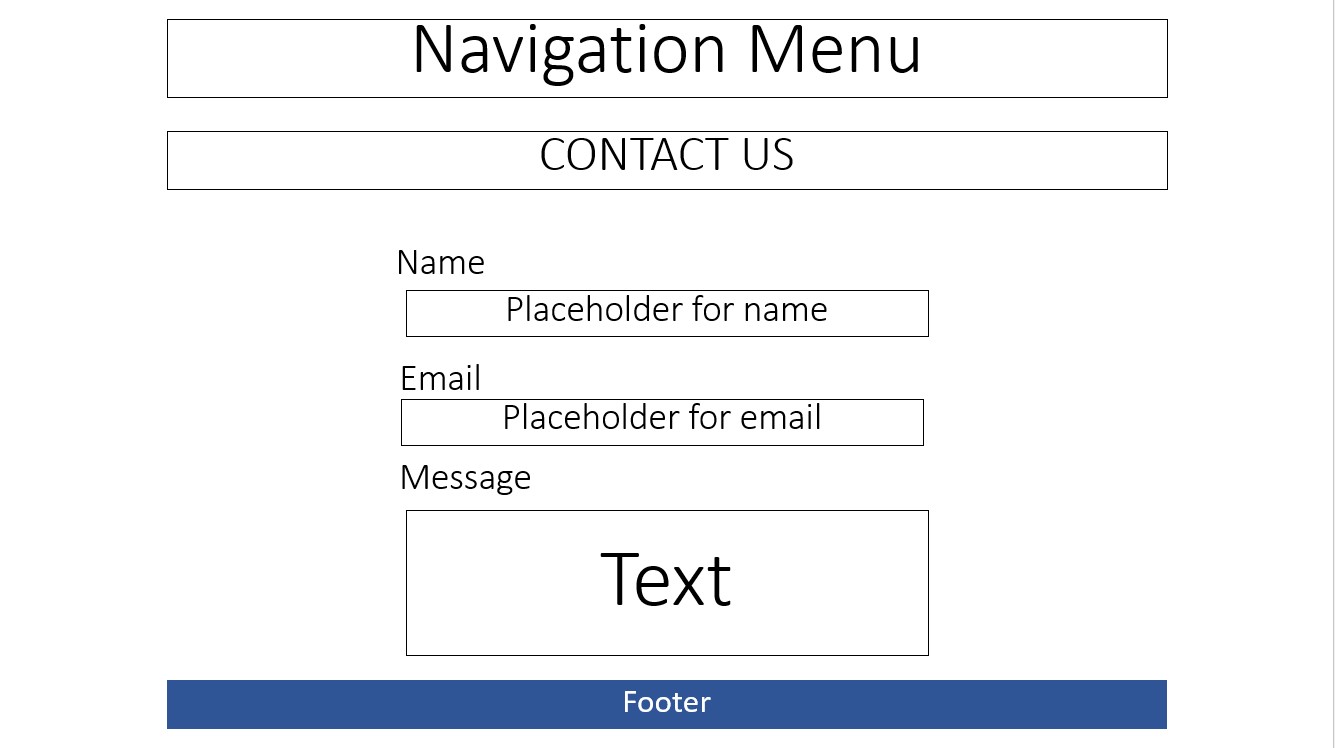 Navigation Menu
CONTACT US
Name
Placeholder for name
Email
Placeholder for email
Message
Text
Footer